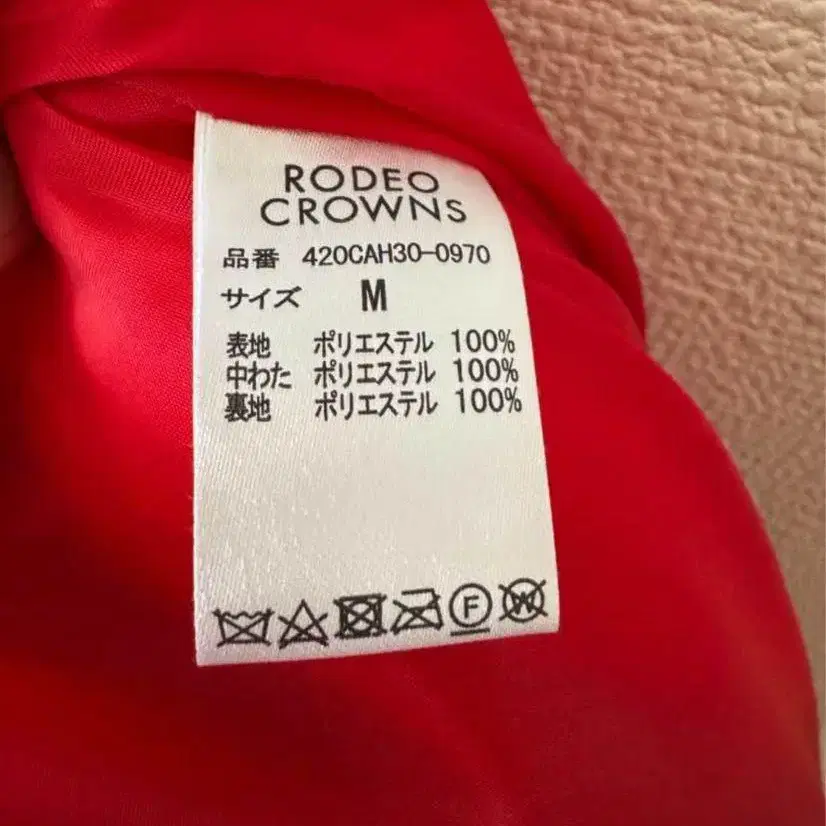 RODEO
CROWNS
品番 420CAH30-0970
サイズ M
表地 ポリエステル 100%
中わた ポリエステル 100%
裏地 ポリエステル 100%
F W